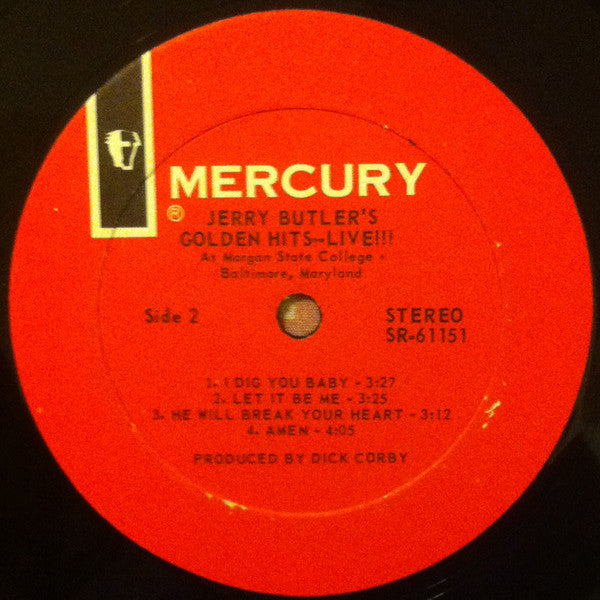 MERCURY
®
JERRY BUTLER'S
GOLDEN HITS-LIVE!!!
At Morgan State College -
Baltimore, Maryland
Side 2
STEREO
SR-61151
1. I DIG YOU BABY - 3:27
2. LET IT BE ME - 3:25
3. HE WILL BREAK YOUR HEART - 3:12
4. AMEN - 4:05
PRODUCED BY DICK CORBY